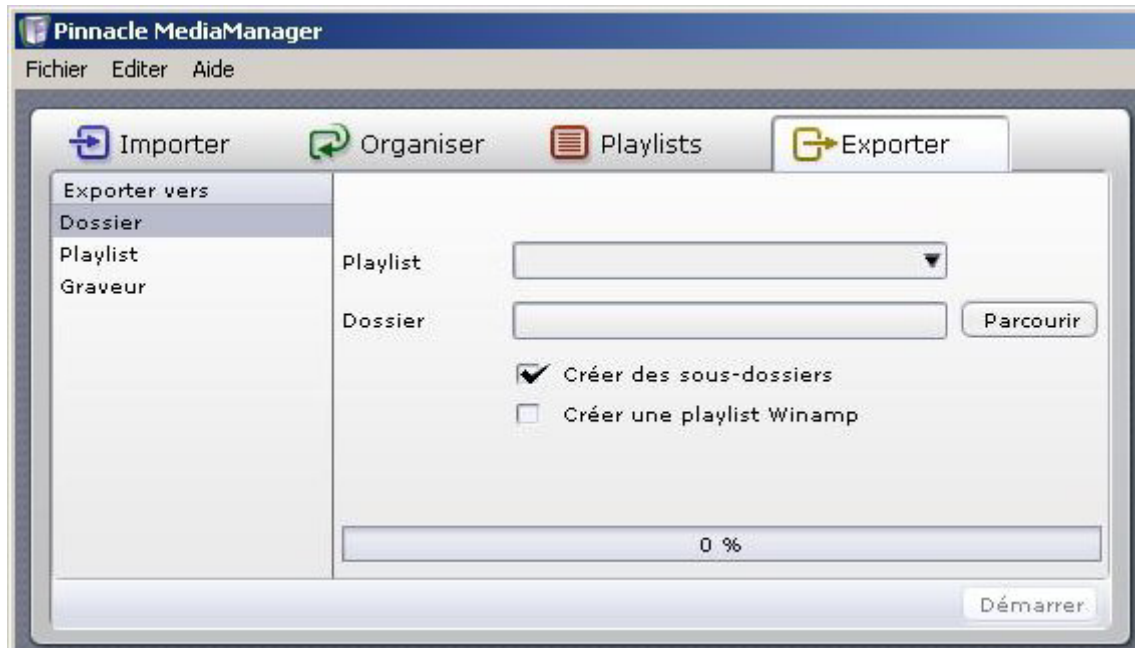 Pinnacle MediaManager
Fichier Editer Aide
Importer Organiser Playlists Exporter
Exporter vers
Dossier
Playlist
Graveur
Playlist
Dossier Parcourir
Créer des sous-dossiers
Créer une playlist Winamp
0 %
Démarrer